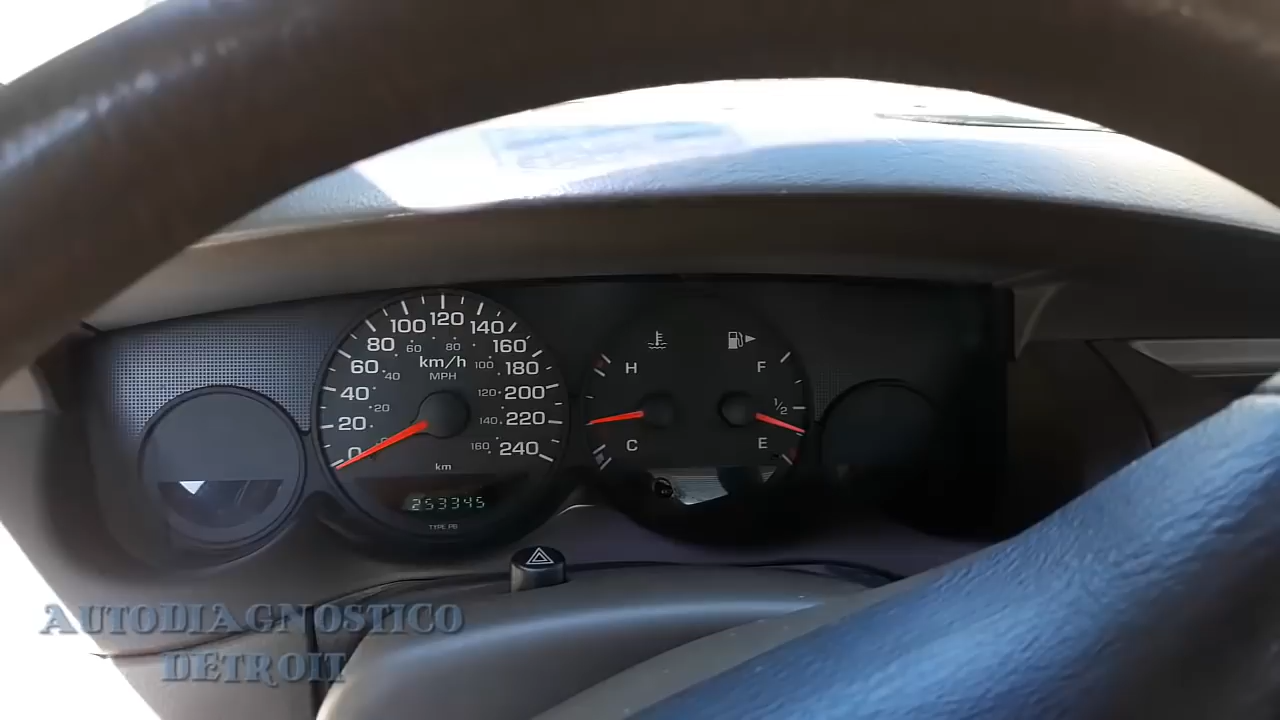 100 120 140
80 60 80 160
km/h
60 40 MPH 100 180
40 120 200
20 20 140 220
0 0 160 240
km
253345
TYPE PB
H F
1/2
C E
AUTODIAGNOSTICO
DETROIT